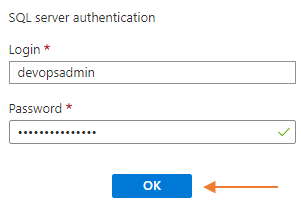 SQL server authentication
Login *
devopsadmin
Password *
•••••••••••••••
OK